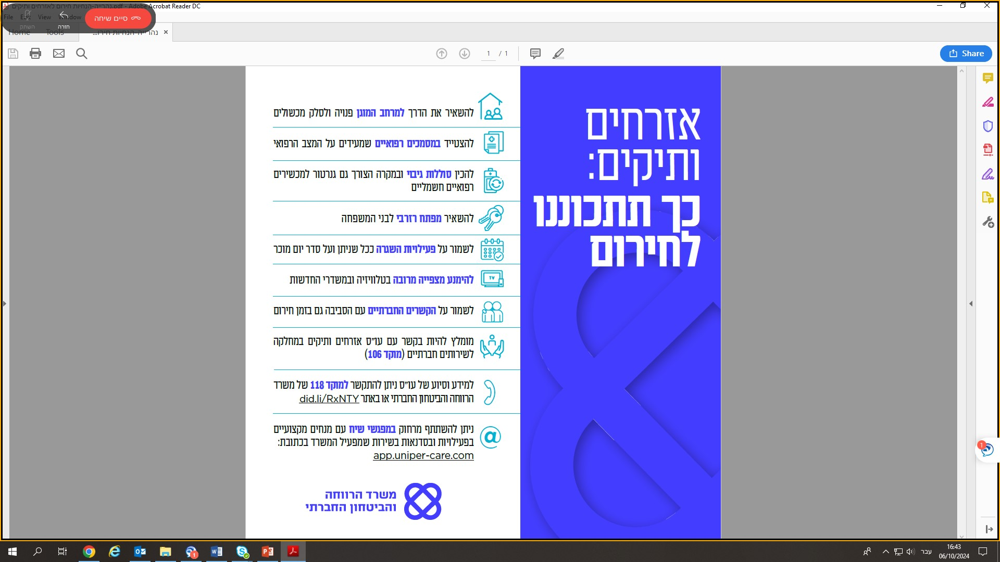 נהרייה-הנחיות חירום לאזרחים ותיקים.pdf - Adobe Acrobat Reader DC
File Edit View Window
השתק
חזרה
סיים שיחה
Home Tools
נהרייה-הנחיות חירו...
1 / 1
Share
אזרחים
ותיקים:
כך תתכוננו
לחירום
להשאיר את הדרך למרחב המוגן פנויה ולסלק מכשולים
להצטייד במסמכים רפואיים שמעידים על המצב הרפואי
להכין סוללות גיבוי ובמקרה הצורך גם גנרטור למכשירים
רפואיים חשמליים
להשאיר מפתח רזרבי לבני המשפחה
לשמור על פעילויות השגרה ככל שניתן ועל סדר יום מוכר
TV
להימנע מצפייה מרובה בטלוויזיה ובמשדרי החדשות
לשמור על הקשרים החברתיים עם הסביבה גם בזמן חירום
מומלץ להיות בקשר עם עו"ס אזרחים ותיקים במחלקה
לשירותים חברתיים (מוקד 106)
למידע וסיוע של עו"ס ניתן להתקשר למוקד 118 של משרד
הרווחה והביטחון החברתי או באתר did.li/RxNTY
@
ניתן להשתתף מרחוק במפגשי שיח עם מנחים מקצועיים
בפעילויות ובסדנאות בשירות שמפעיל המשרד בכתובת:
app.uniper-care.com
משרד הרווחה
והביטחון החברתי
1
1
עבר
16:43
06/10/2024